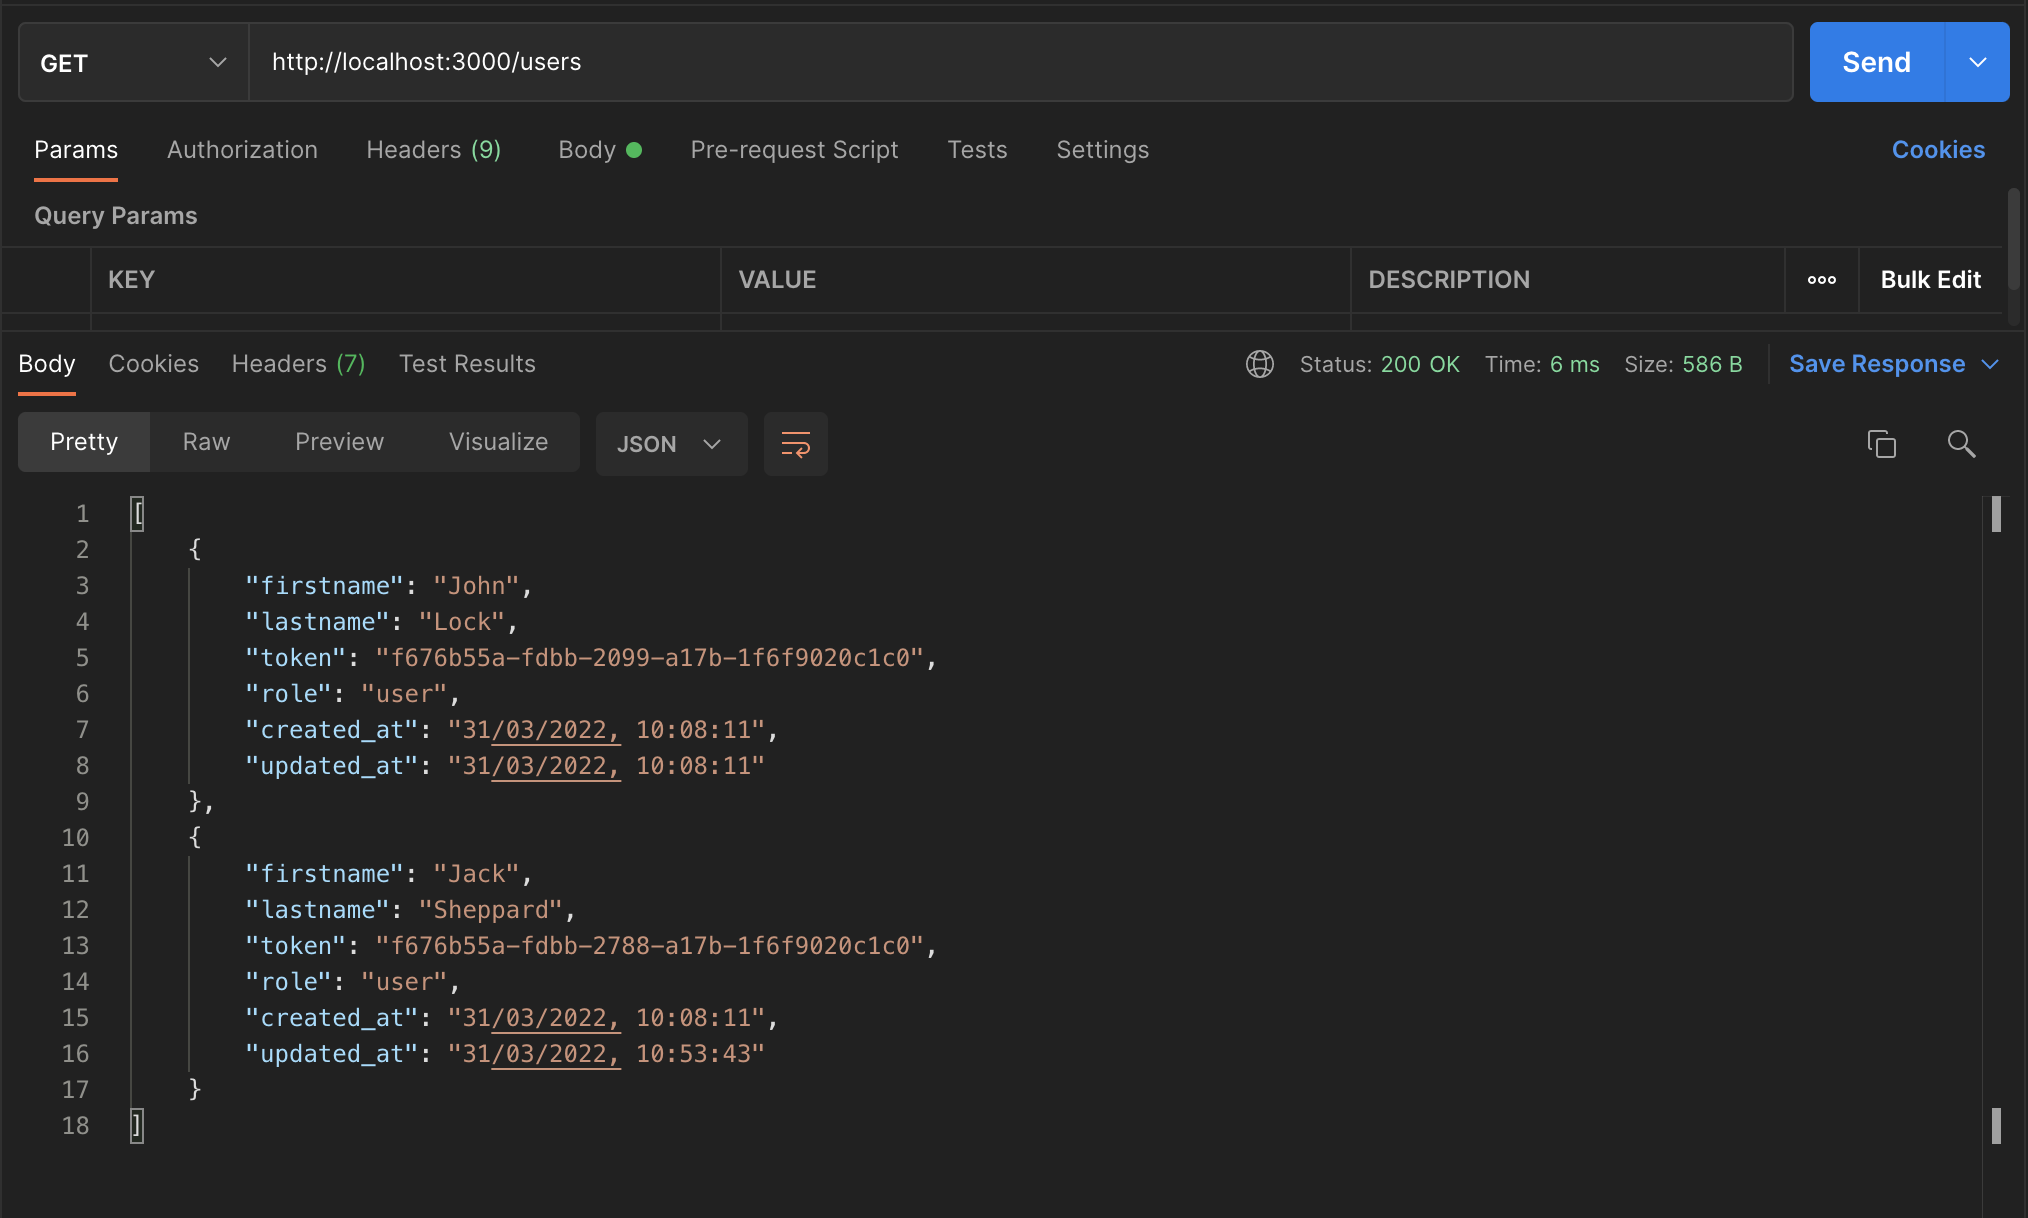 GET http://localhost:3000/users Send
Params Authorization Headers (9) Body Pre-request Script Tests Settings Cookies
Query Params
KEY VALUE DESCRIPTION ooo Bulk Edit
Body Cookies Headers (7) Test Results Status: 200 OK Time: 6 ms Size: 586 B Save Response
Pretty Raw Preview Visualize JSON
1 [
2 {
3 "firstname": "John",
4 "lastname": "Lock",
5 "token": "f676b55a-fdbb-2099-a17b-1f6f9020c1c0",
6 "role": "user",
7 "created_at": "31/03/2022, 10:08:11",
8 "updated_at": "31/03/2022, 10:08:11"
9 },
10 {
11 "firstname": "Jack",
12 "lastname": "Sheppard",
13 "token": "f676b55a-fdbb-2788-a17b-1f6f9020c1c0",
14 "role": "user",
15 "created_at": "31/03/2022, 10:08:11",
16 "updated_at": "31/03/2022, 10:53:43"
17 }
18 ]